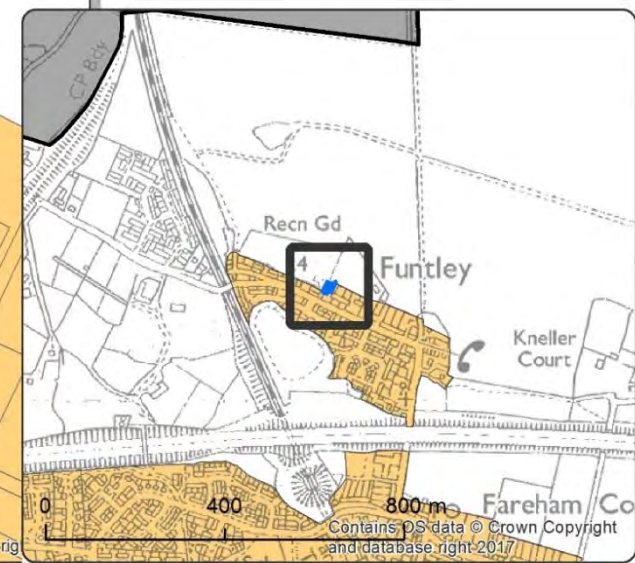 CP Bdy
Recn Gd
4
Funtley
Kneller
Court
0 400 800 m
Fareham Co
Contains OS data © Crown Copyright
and database right 2017
rig